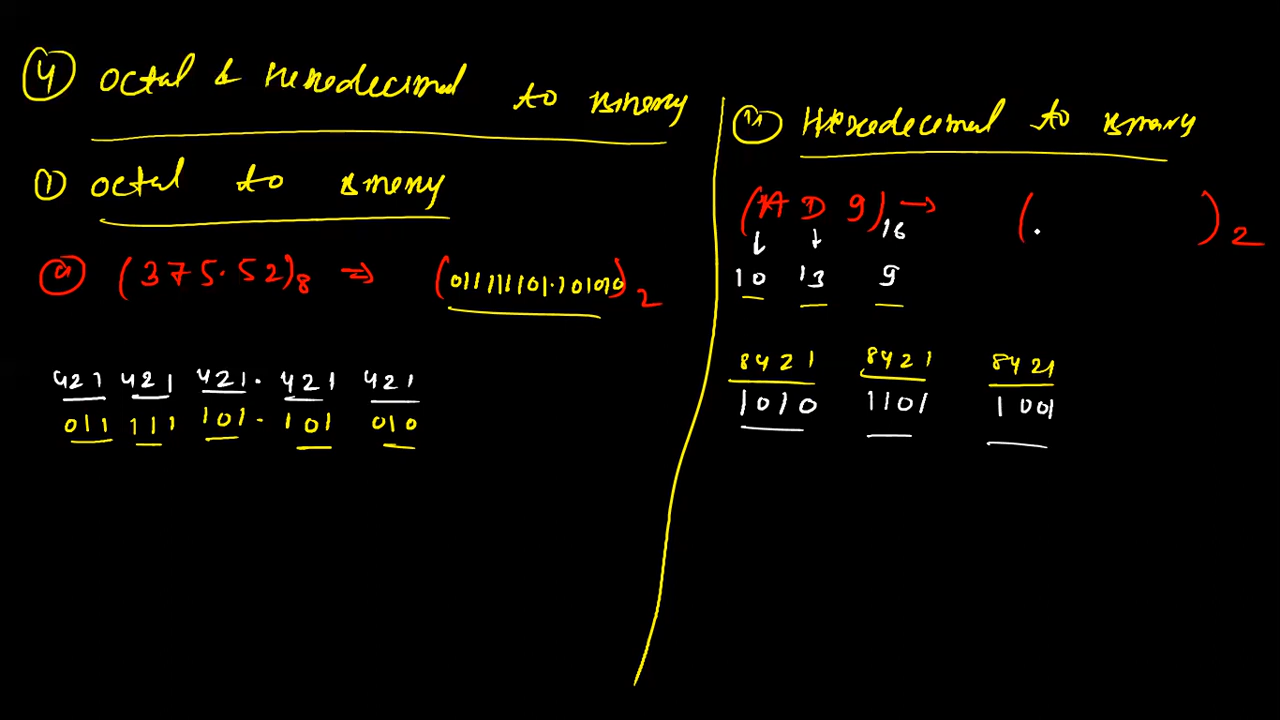 4 Octal & Hexadecimal to Binary
① Octal to Binary
ⓐ (375.52)8 ⇒ (011111101.101010)2
421 421 421. 421 421
011 111 101. 101 010
ii Hexedecimal to Binary
(A D 9)16 → ( )2
↓ ↓
10 13 9
8421 8421 8421
1010 1101 1001